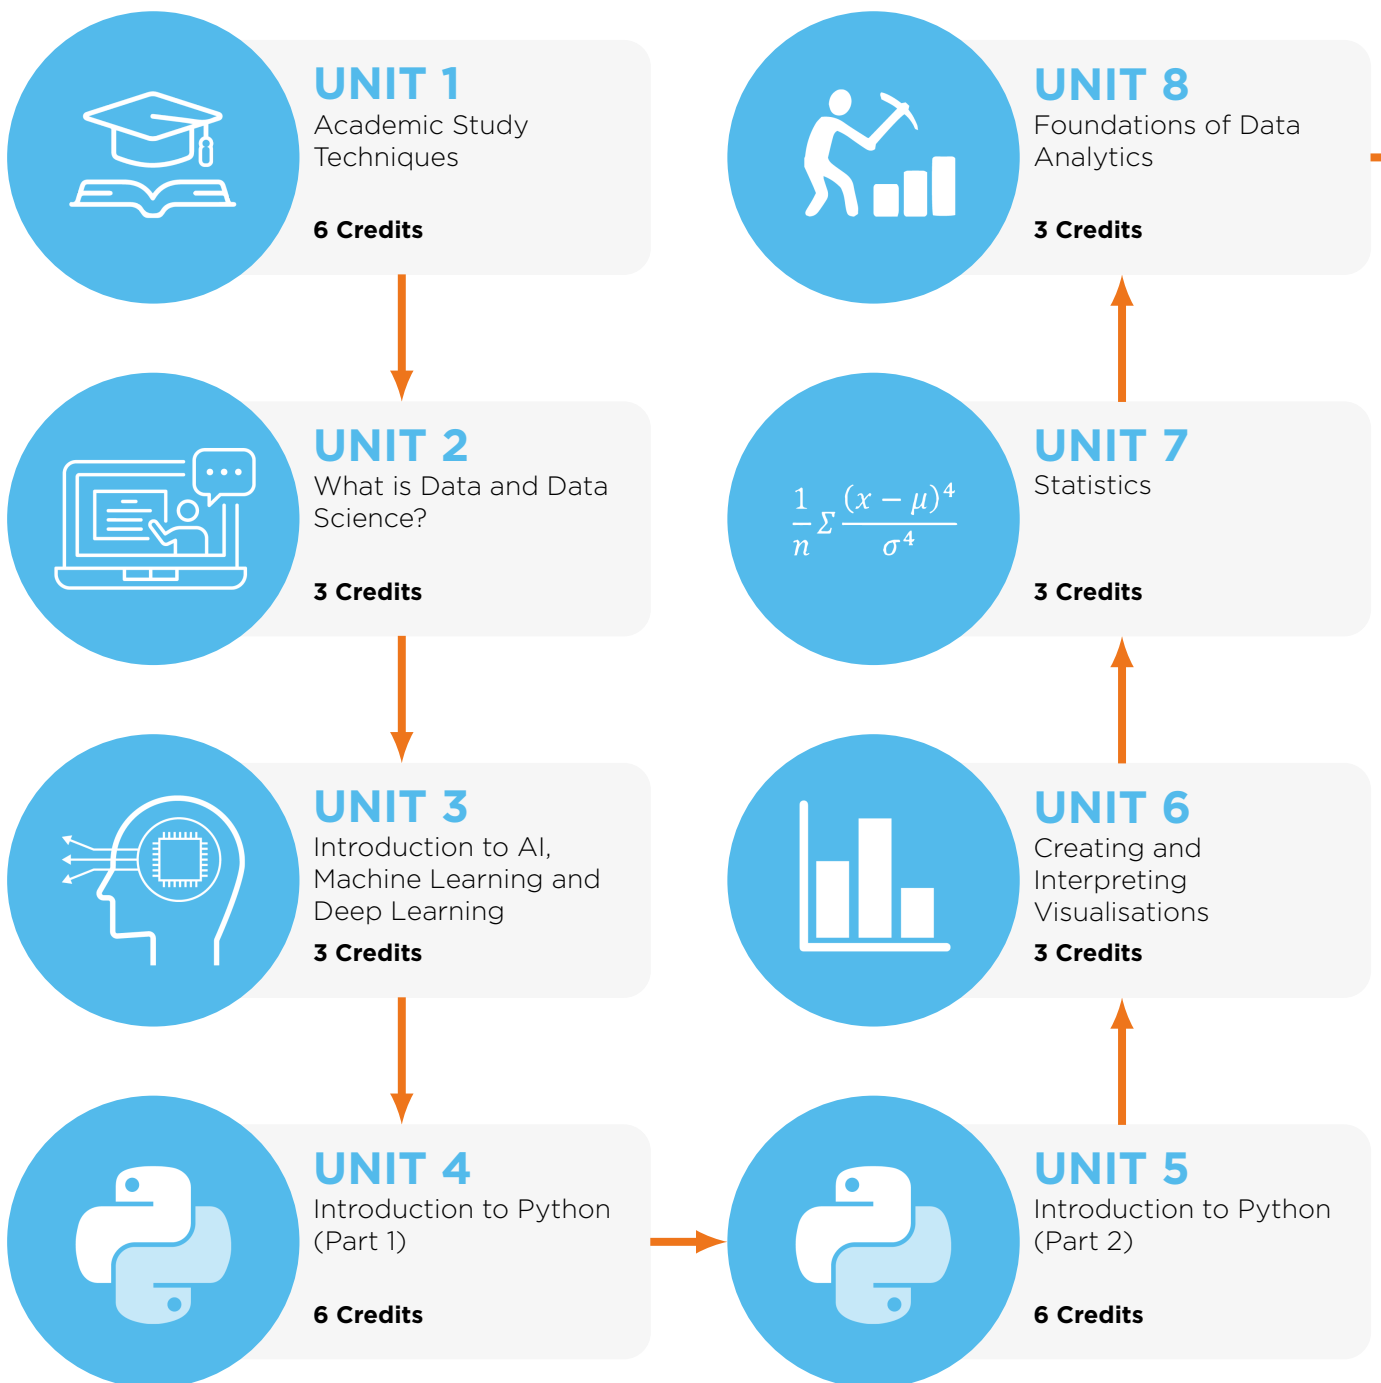 UNIT 1
Academic Study
Techniques
6 Credits
UNIT 2
What is Data and Data
Science?
3 Credits
UNIT 3
Introduction to AI,
Machine Learning and
Deep Learning
3 Credits
UNIT 4
Introduction to Python
(Part 1)
6 Credits
UNIT 5
Introduction to Python
(Part 2)
6 Credits
UNIT 6
Creating and
Interpreting
Visualisations
3 Credits
UNIT 7
Statistics
3 Credits
1/n Σ (x − μ)⁴/σ⁴
UNIT 8
Foundations of Data
Analytics
3 Credits